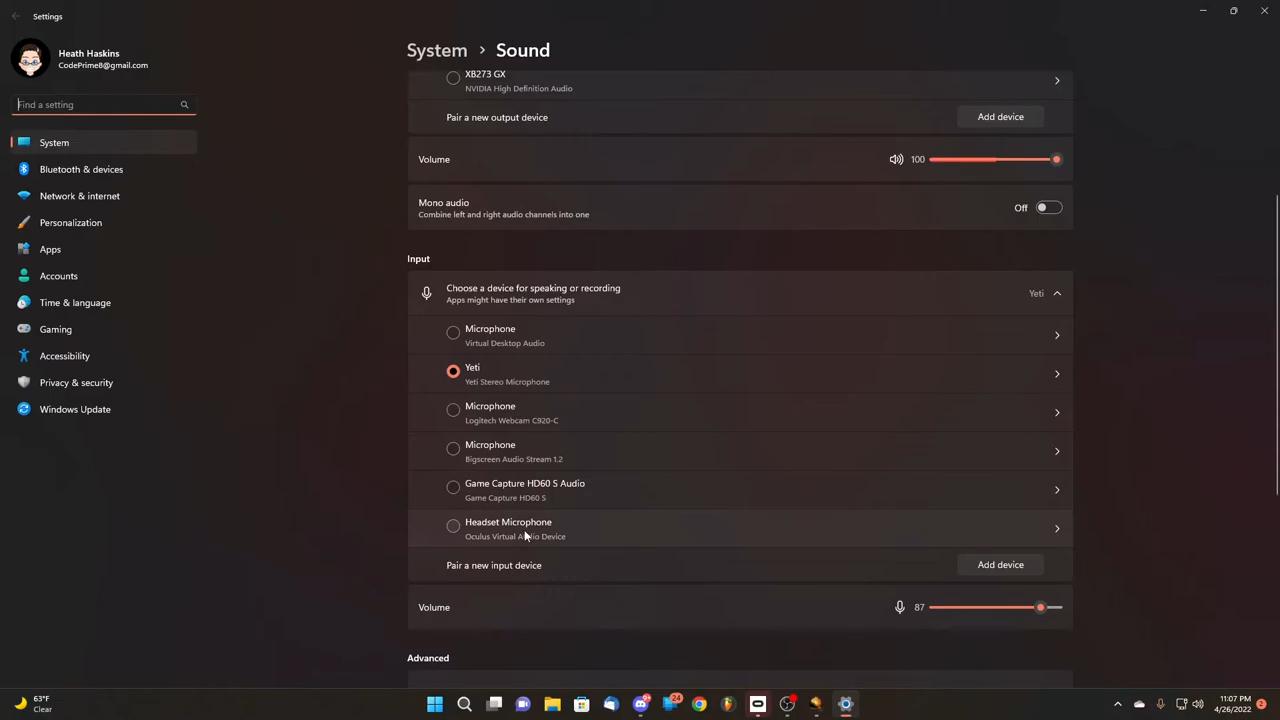 Settings
Heath Haskins
CodePrime8@gmail.com
Find a setting
System
Bluetooth & devices
Network & internet
Personalization
Apps
Accounts
Time & language
Gaming
Accessibility
Privacy & security
Windows Update
System > Sound
XB273 GX
NVIDIA High Definition Audio
Pair a new output device
Add device
Volume
100
Mono audio
Combine left and right audio channels into one
Off
Input
Choose a device for speaking or recording
Apps might have their own settings
Yeti
Microphone
Virtual Desktop Audio
Yeti
Yeti Stereo Microphone
Microphone
Logitech Webcam C920-C
Microphone
Bigscreen Audio Stream 1.2
Game Capture HD60 S Audio
Game Capture HD60 S
Headset Microphone
Oculus Virtual Audio Device
Pair a new input device
Add device
Volume
87
Advanced
63°F
Clear
24
9+
11:07 PM
4/26/2022
2